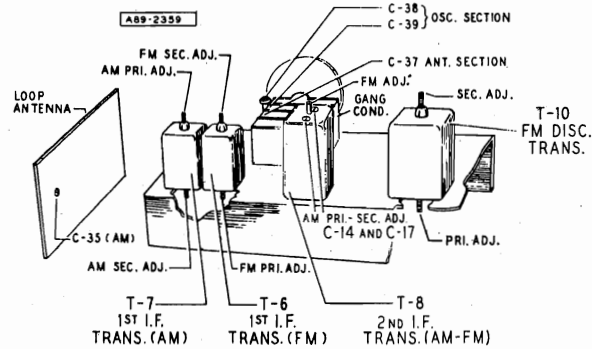 A89-2359
C-38
C-39
OSC. SECTION
C-37 ANT. SECTION
FM ADJ.
GANG
COND.
FM SEC. ADJ.
AM PRI. ADJ.
LOOP
ANTENNA
SEC. ADJ.
T-10
FM DISC.
TRANS.
C-35 (AM)
AM PRI.- SEC. ADJ.
C-14 AND C-17
PRI. ADJ.
AM SEC. ADJ.
FM PRI. ADJ.
T-7
1ST I.F.
TRANS. (AM)
T-6
1ST I.F.
TRANS. (FM)
T-8
2ND I.F.
TRANS. (AM-FM)